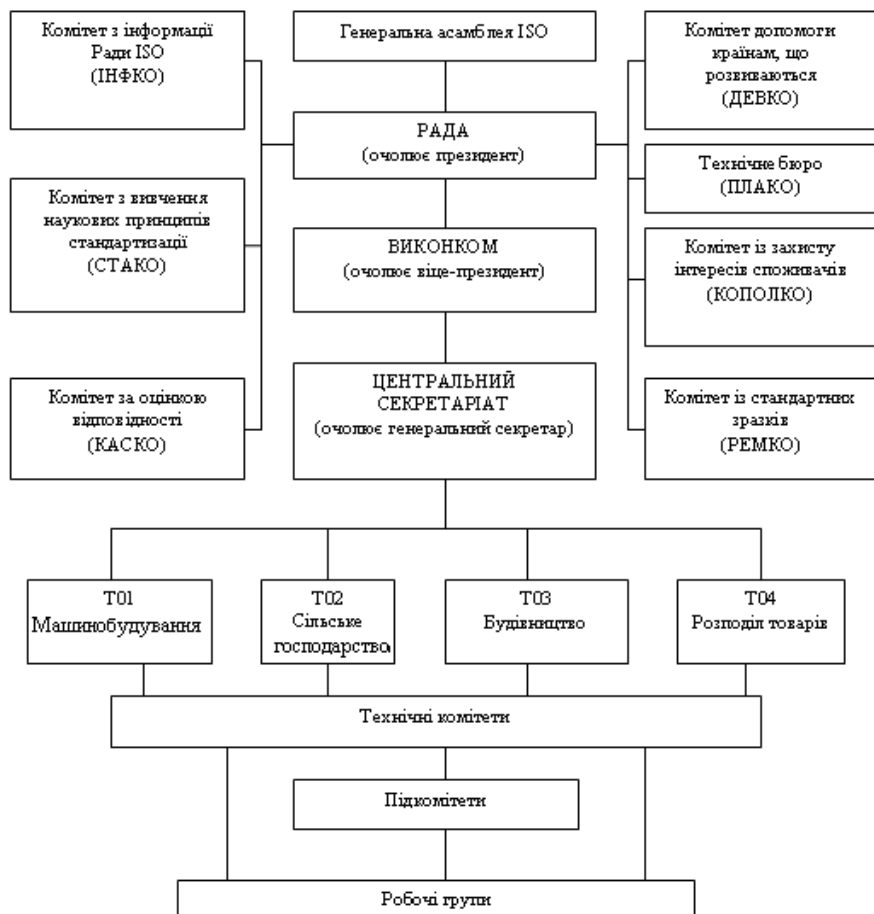 Комітет з інформації
Ради ISO
(ІНФКО)
Генеральна асамблея ISO
Комітет допомоги
країнам, що
розвиваються
(ДЕВКО)
РАДА
(очолює президент)
Технічне бюро
(ПЛАКО)
Комітет з вивчення
наукових принципів
стандартизації
(СТАКО)
ВИКОНКОМ
(очолює віце-президент)
Комітет із захисту
інтересів споживачів
(КОПОЛКО)
Комітет за оцінкою
відповідності
(КАСКО)
ЦЕНТРАЛЬНИЙ
СЕКРЕТАРІАТ
(очолює генеральний секретар)
Комітет із стандартних
зразків
(РЕМКО)
Т01
Машинобудування
Т02
Сільське
господарство
Т03
Будівництво
Т04
Розподіл товарів
Технічні комітети
Підкомітети
Робочі групи